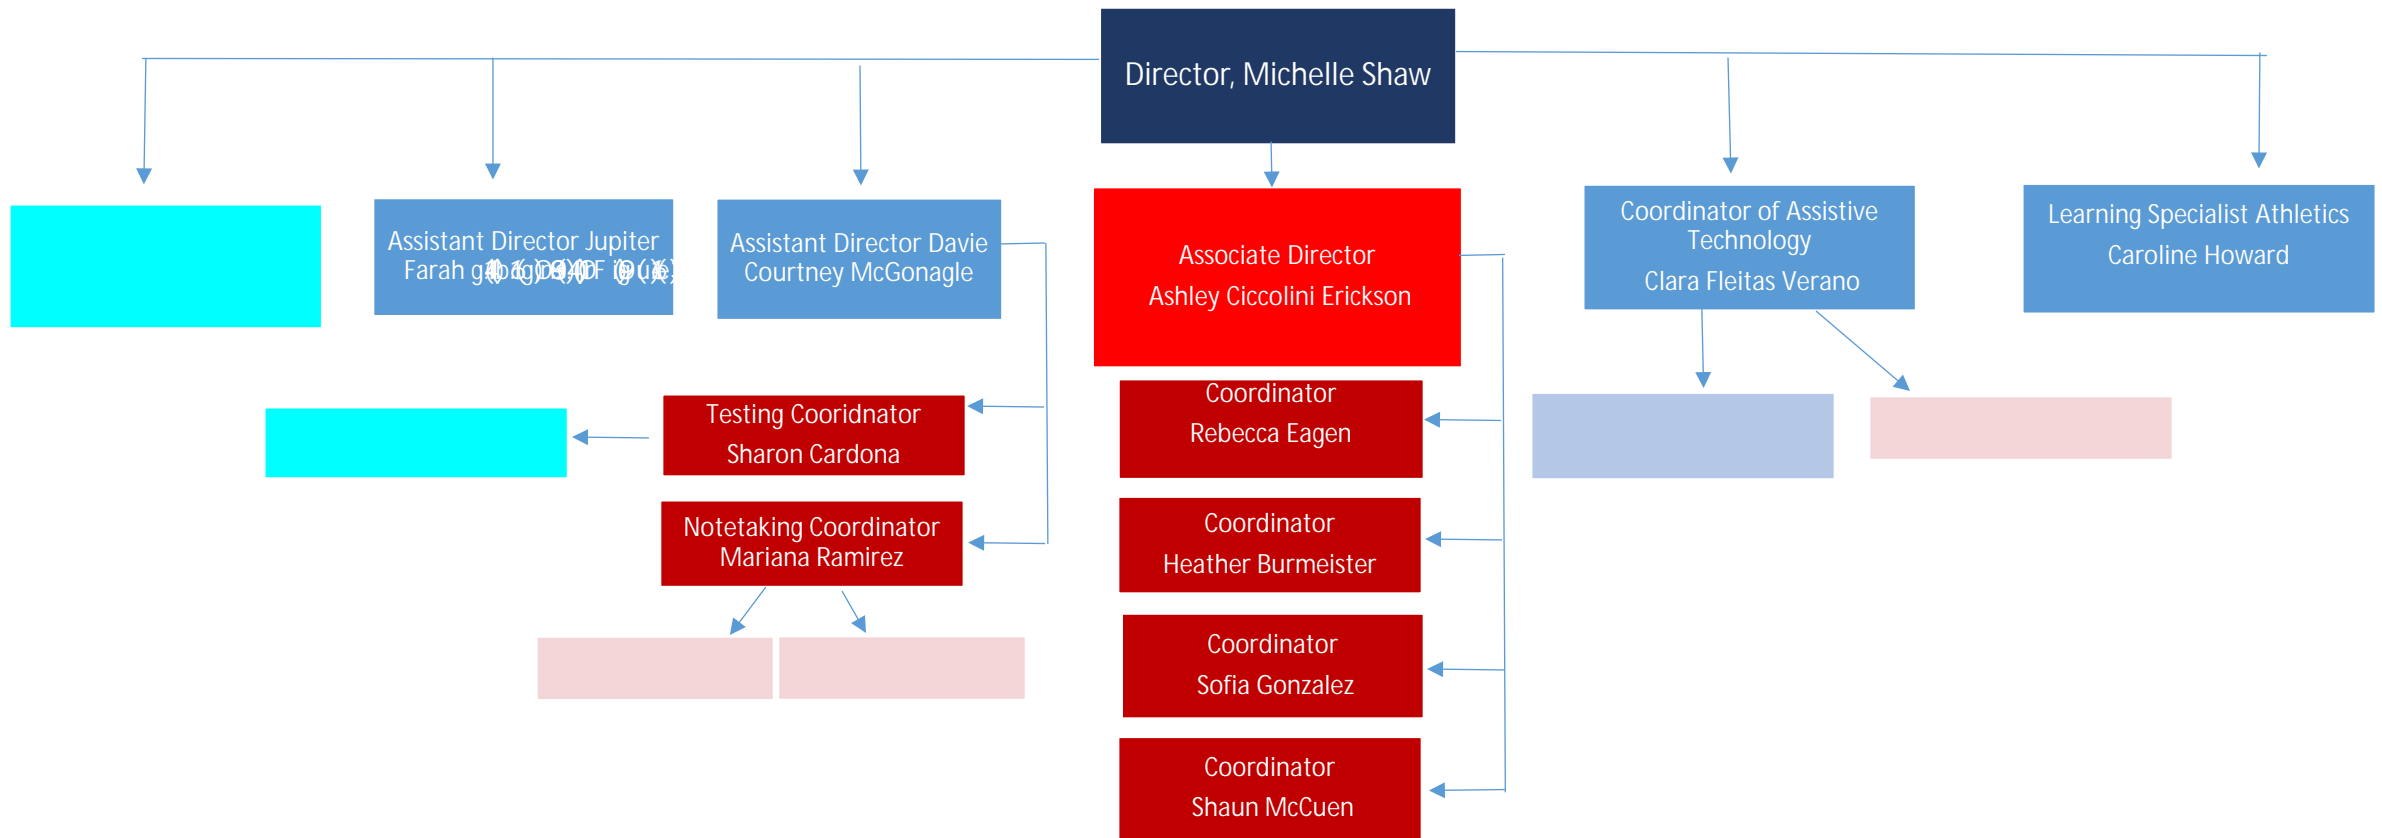 Director, Michelle Shaw
Assistant Director Jupiter
Farah
Assistant Director Davie
Courtney McGonagle
Associate Director
Ashley Ciccolini Erickson
Coordinator of Assistive
Technology
Clara Fleitas Verano
Learning Specialist Athletics
Caroline Howard
Testing Cooridnator
Sharon Cardona
Notetaking Coordinator
Mariana Ramirez
Coordinator
Rebecca Eagen
Coordinator
Heather Burmeister
Coordinator
Sofia Gonzalez
Coordinator
Shaun McCuen